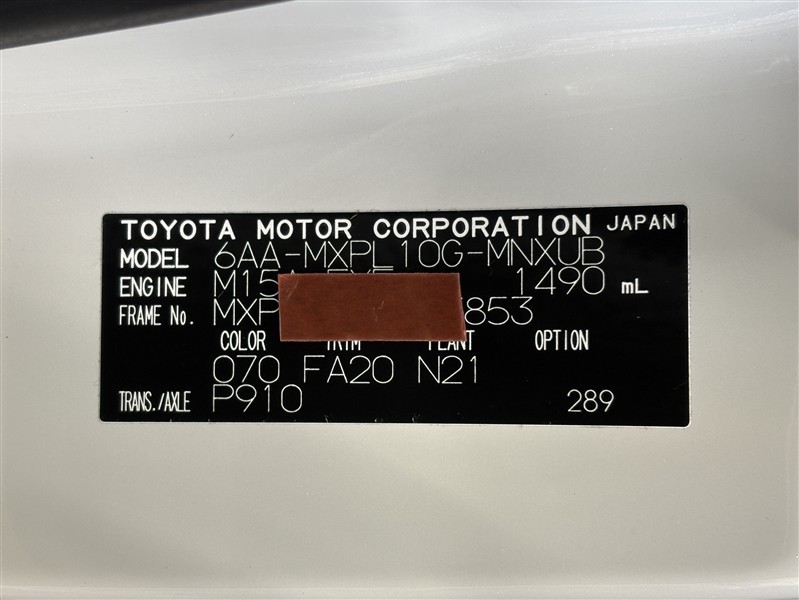 TOYOTA MOTOR CORPORATION JAPAN
MODEL 6AA-MXPL10G-MNXUB
ENGINE 1490 mL
FRAME No. MXP 853
COLOR TRIM PLANT OPTION
070 FA20 N21
TRANS./AXLE P910 289